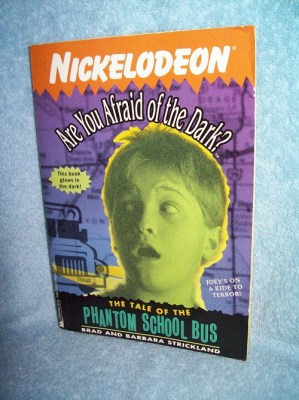 NICKELODEON®
Are You Afraid of the Dark?™
This book
glows in
the dark!
JOEY'S ON
A RIDE TO
TERROR!
THE TALE OF THE
PHANTOM SCHOOL BUS
BRAD AND BARBARA STRICKLAND